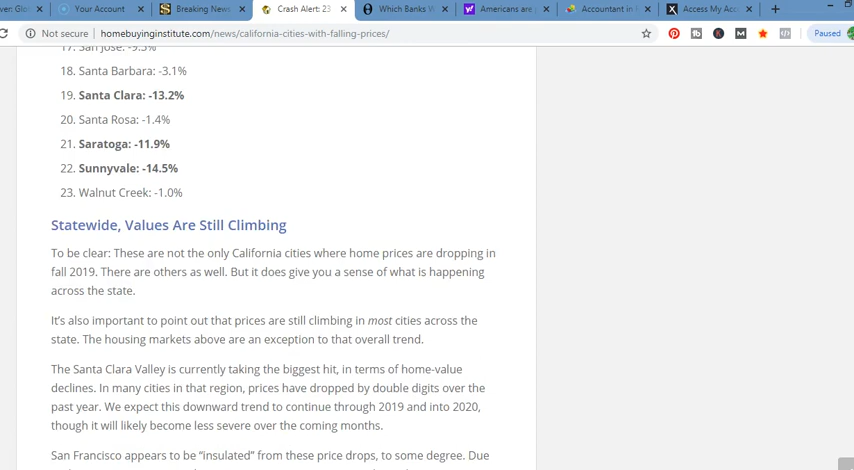 ver: Glo
Your Account
Breaking News
Crash Alert: 23
Which Banks W
Americans are
Accountant in
Access My Acc
Not secure | homebuyinginstitute.com/news/california-cities-with-falling-prices/
Paused
17. San Jose: -9.3%
18. Santa Barbara: -3.1%
19. Santa Clara: -13.2%
20. Santa Rosa: -1.4%
21. Saratoga: -11.9%
22. Sunnyvale: -14.5%
23. Walnut Creek: -1.0%
Statewide, Values Are Still Climbing
To be clear: These are not the only California cities where home prices are dropping in
fall 2019. There are others as well. But it does give you a sense of what is happening
across the state.
It's also important to point out that prices are still climbing in most cities across the
state. The housing markets above are an exception to that overall trend.
The Santa Clara Valley is currently taking the biggest hit, in terms of home-value
declines. In many cities in that region, prices have dropped by double digits over the
past year. We expect this downward trend to continue through 2019 and into 2020,
though it will likely become less severe over the coming months.
San Francisco appears to be “insulated” from these price drops, to some degree. Due